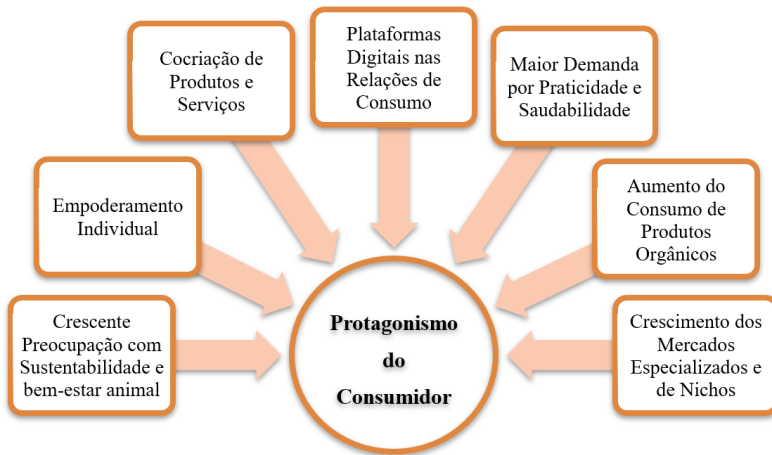 Cocriação de
Produtos e
Serviços
Plataformas
Digitais nas
Relações de
Consumo
Maior Demanda
por Praticidade e
Saudabilidade
Empoderamento
Individual
Aumento do
Consumo de
Produtos
Orgânicos
Crescente
Preocupação com
Sustentabilidade e
bem-estar animal
Protagonismo
do
Consumidor
Crescimento dos
Mercados
Especializados e
de Nichos